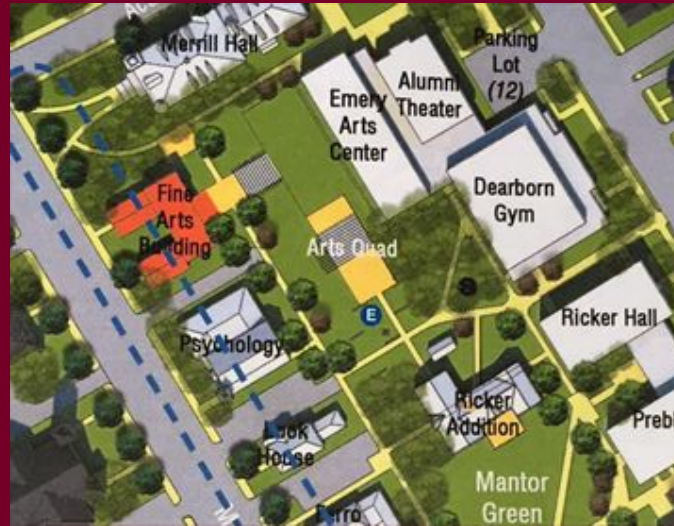 Merrill Hall
Parking
Lot
(12)
Alumni
Theater
Emery
Arts
Center
Dearborn
Gym
Fine
Arts
Building
Arts Quad
E
Ricker Hall
Psychology
Ricker
Addition
Look
House
Mantor
Green